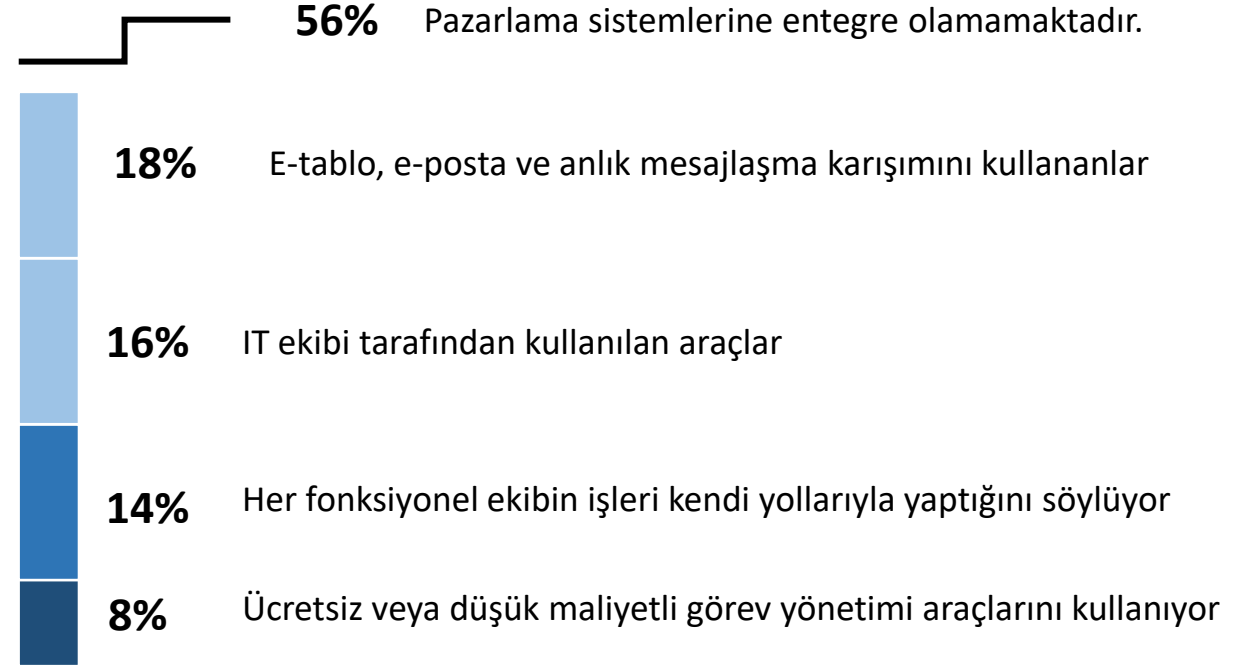 56% Pazarlama sistemlerine entegre olamamaktadır.
18% E-tablo, e-posta ve anlık mesajlaşma karışımını kullananlar
16% IT ekibi tarafından kullanılan araçlar
14% Her fonksiyonel ekibin işleri kendi yollarıyla yaptığını söylüyor
8% Ücretsiz veya düşük maliyetli görev yönetimi araçlarını kullanıyor